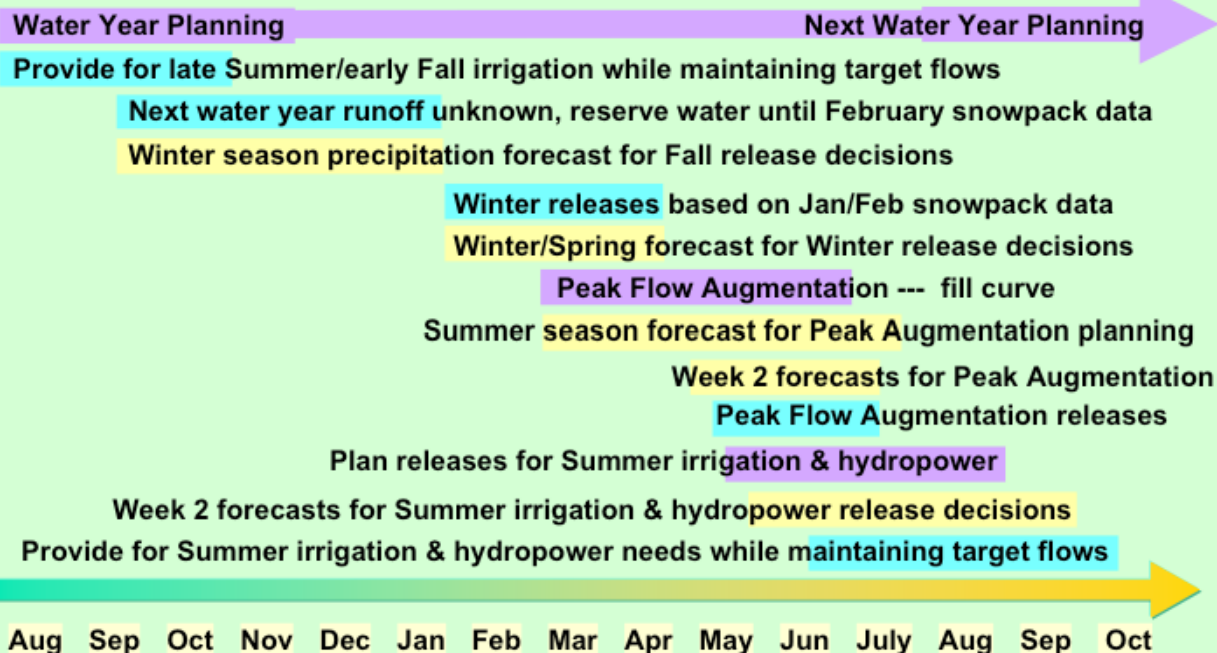 Water Year Planning Next Water Year Planning
Provide for late Summer/early Fall irrigation while maintaining target flows
Next water year runoff unknown, reserve water until February snowpack data
Winter season precipitation forecast for Fall release decisions
Winter releases based on Jan/Feb snowpack data
Winter/Spring forecast for Winter release decisions
Peak Flow Augmentation --- fill curve
Summer season forecast for Peak Augmentation planning
Week 2 forecasts for Peak Augmentation
Peak Flow Augmentation releases
Plan releases for Summer irrigation & hydropower
Week 2 forecasts for Summer irrigation & hydropower release decisions
Provide for Summer irrigation & hydropower needs while maintaining target flows
Aug Sep Oct Nov Dec Jan Feb Mar Apr May Jun July Aug Sep Oct